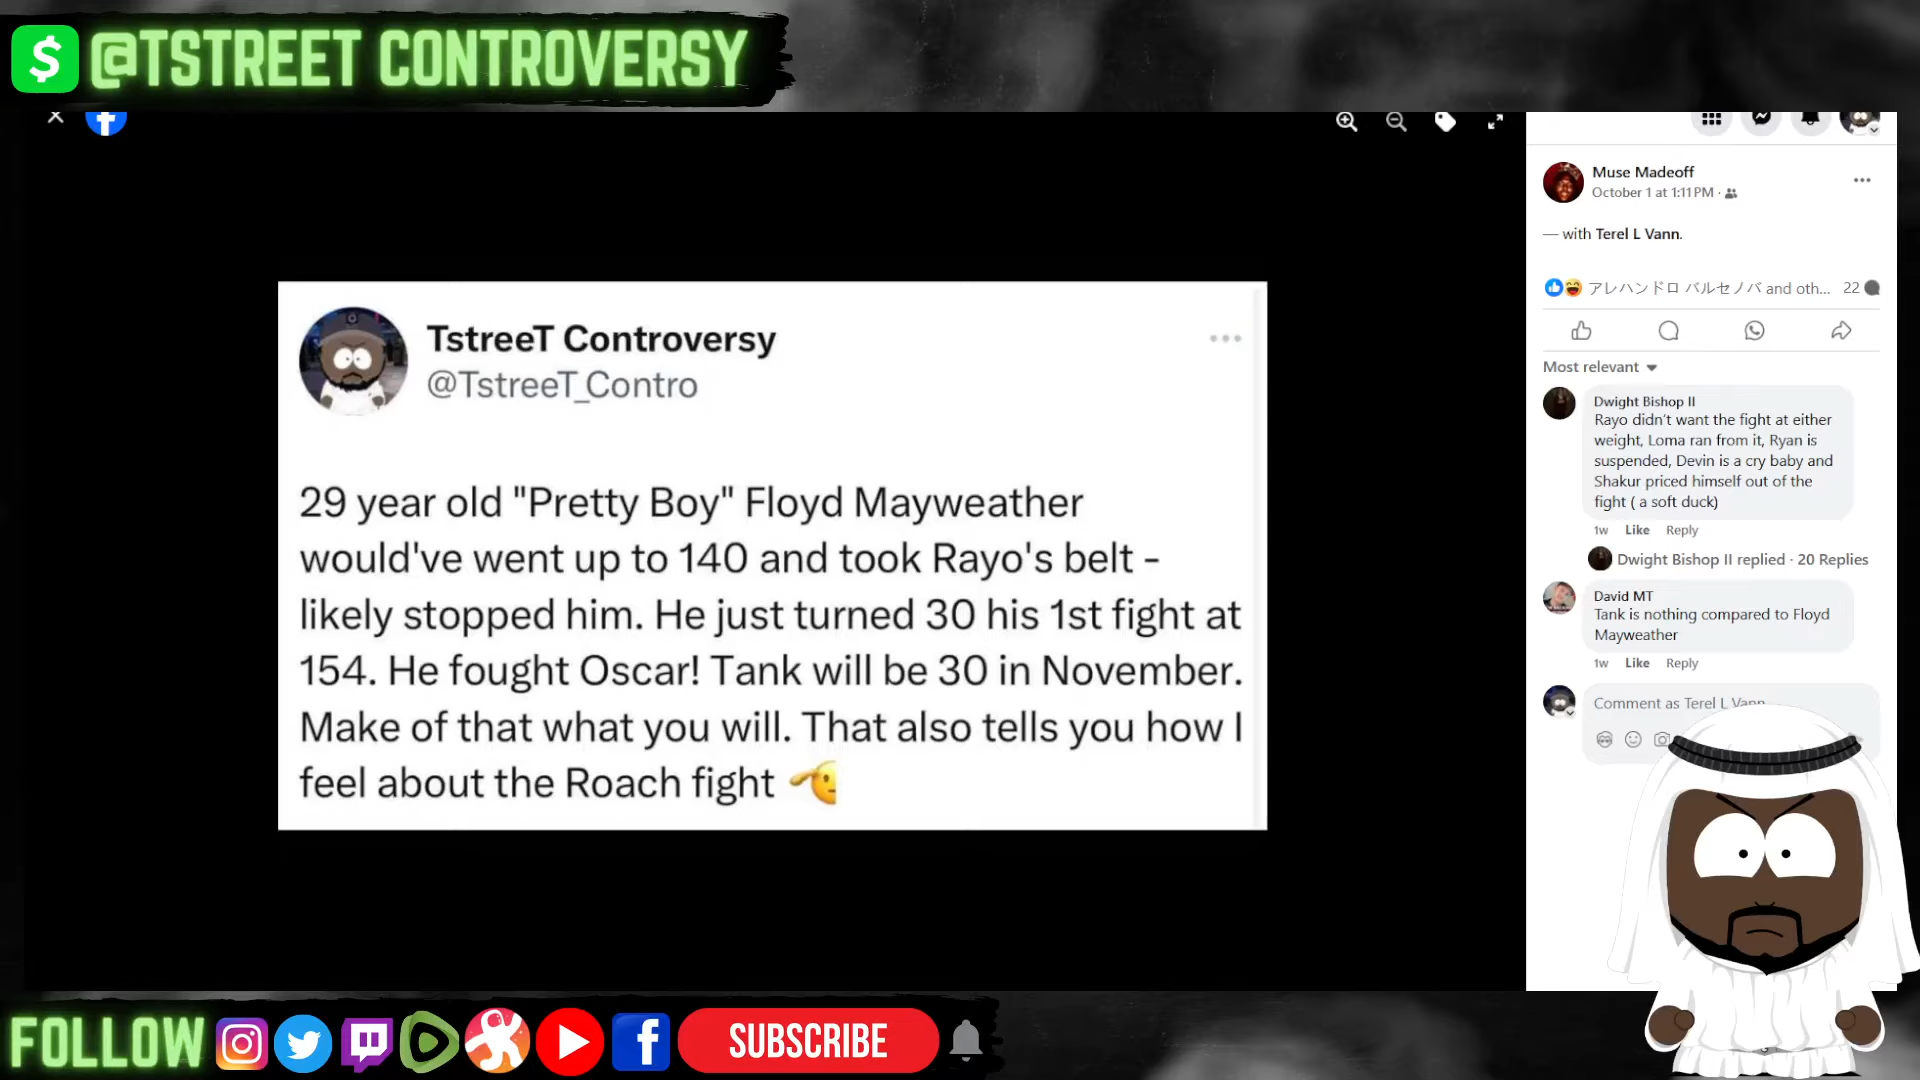 $ @TSTREET CONTROVERSY
Muse Madeoff
October 1 at 1:11 PM ·
— with Terel L Vann.
アレハンドロ バルセノバ and oth... 22
Most relevant
Dwight Bishop II
Rayo didn't want the fight at either
weight, Loma ran from it, Ryan is
suspended, Devin is a cry baby and
Shakur priced himself out of the
fight ( a soft duck)
1w Like Reply
Dwight Bishop II replied · 20 Replies
David MT
Tank is nothing compared to Floyd
Mayweather
1w Like Reply
Comment as Terel L Vann
TstreeT Controversy
@TstreeT_Contro
29 year old "Pretty Boy" Floyd Mayweather
would've went up to 140 and took Rayo's belt -
likely stopped him. He just turned 30 his 1st fight at
154. He fought Oscar! Tank will be 30 in November.
Make of that what you will. That also tells you how I
feel about the Roach fight
FOLLOW
SUBSCRIBE